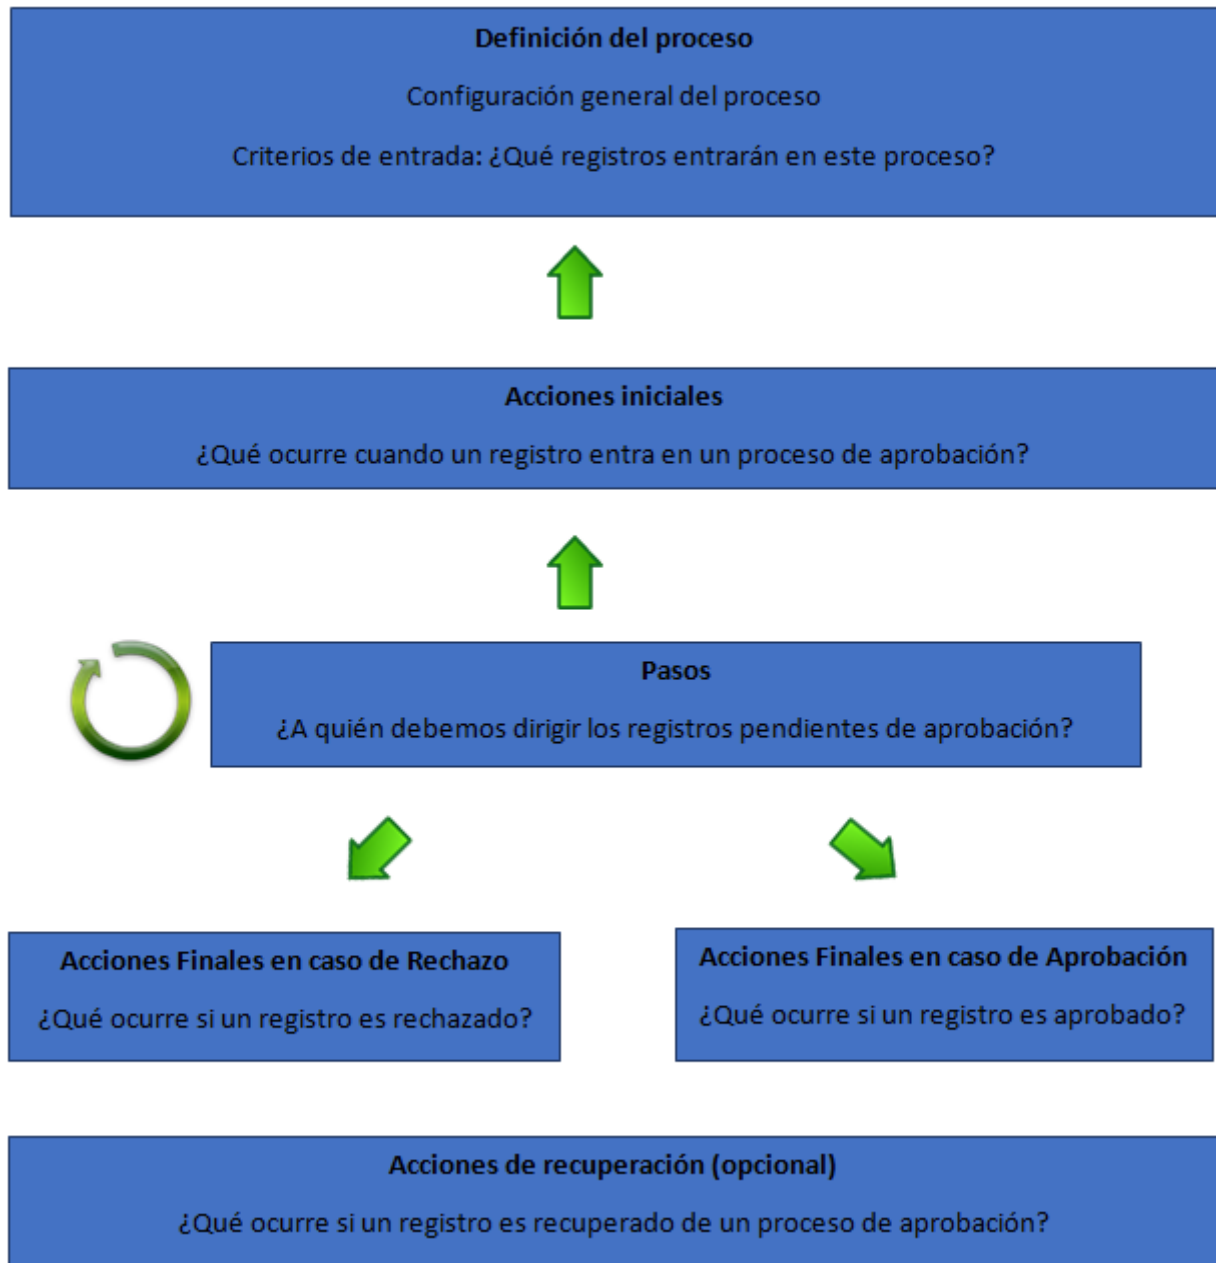 Definición del proceso
Configuración general del proceso
Criterios de entrada: ¿Qué registros entrarán en este proceso?
Acciones iniciales
¿Qué ocurre cuando un registro entra en un proceso de aprobación?
Pasos
¿A quién debemos dirigir los registros pendientes de aprobación?
Acciones Finales en caso de Rechazo
¿Qué ocurre si un registro es rechazado?
Acciones Finales en caso de Aprobación
¿Qué ocurre si un registro es aprobado?
Acciones de recuperación (opcional)
¿Qué ocurre si un registro es recuperado de un proceso de aprobación?